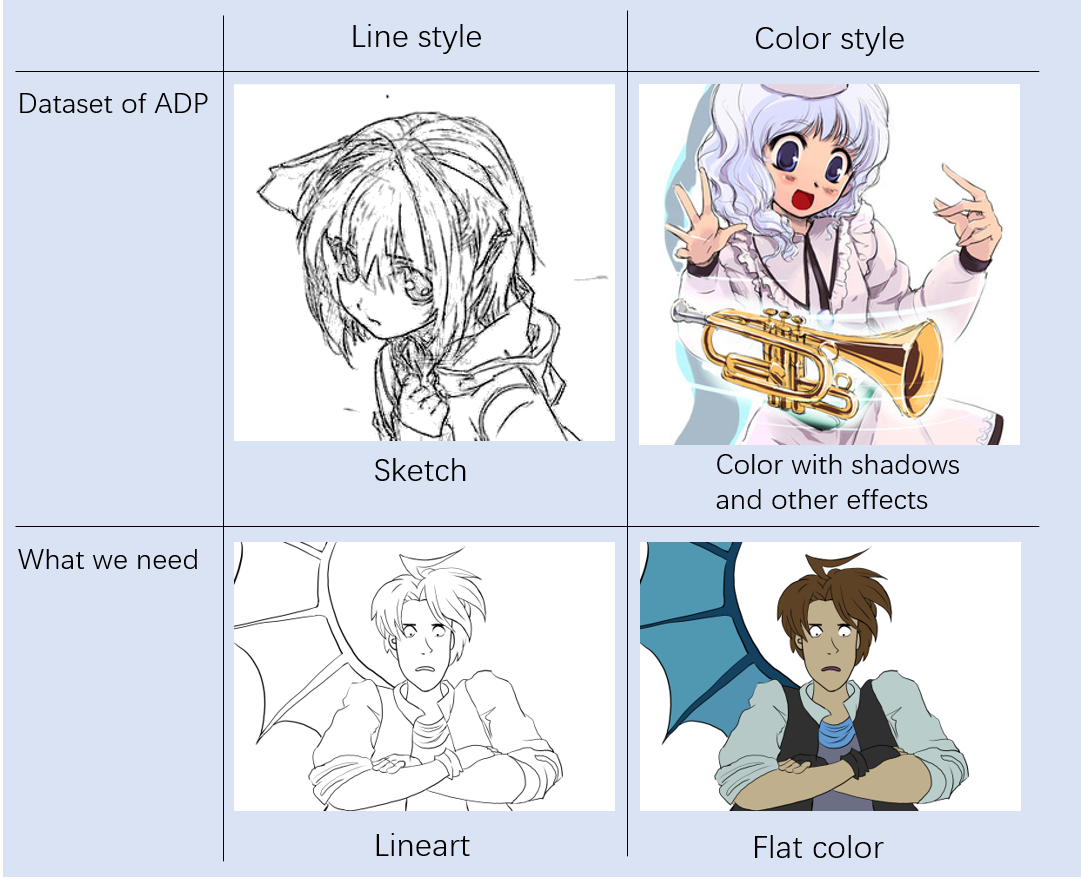 Line style
Color style
Dataset of ADP
Sketch
Color with shadows
and other effects
What we need
Lineart
Flat color